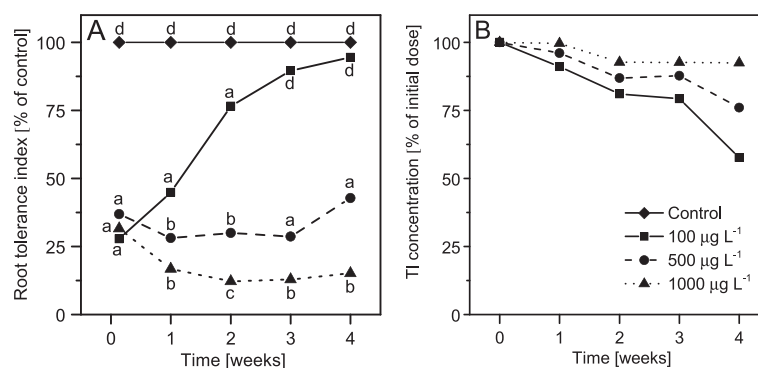 A
d d d d d
100
75
50
25
0
Root tolerance index [% of control]
a
d
d
a
a
a
b
b
a
a
a
a
b
c
b
b
0 1 2 3 4
Time [weeks]
B
100
75
50
25
0
Tl concentration [% of initial dose]
Control
100 µg L⁻¹
500 µg L⁻¹
1000 µg L⁻¹
0 1 2 3 4
Time [weeks]